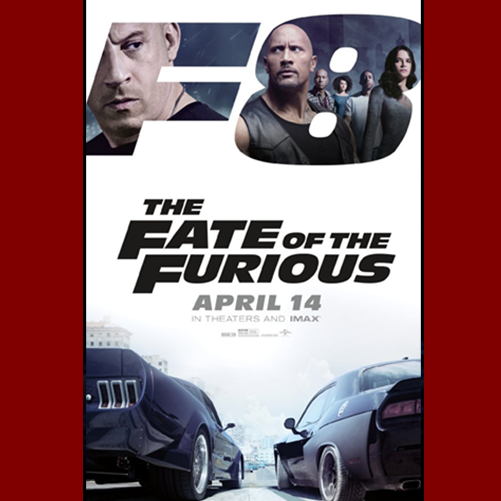 F8
THE
FATE OF THE
FURIOUS
APRIL 14
IN THEATERS AND IMAX